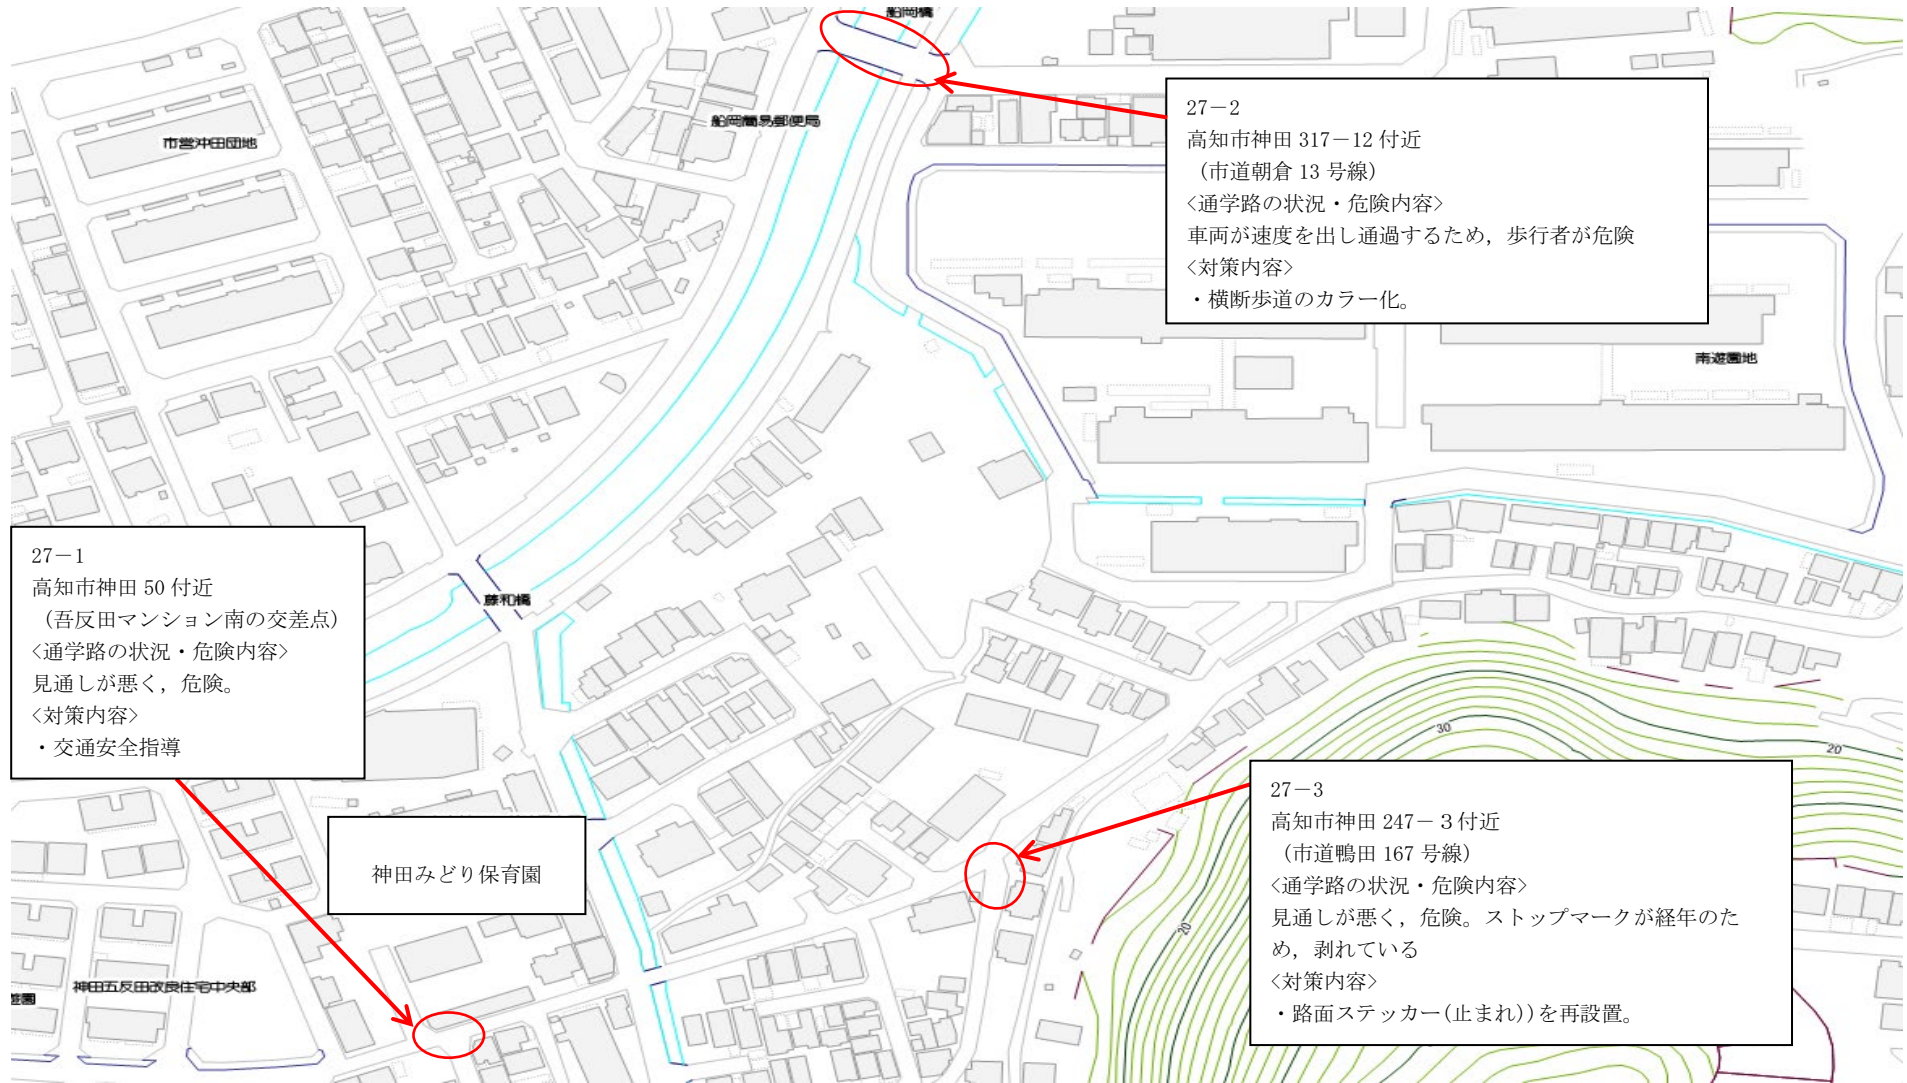 船岡橋
27－2
高知市神田 317－12 付近
（市道朝倉 13 号線）
<通学路の状況・危険内容>
車両が速度を出し通過するため，歩行者が危険
<対策内容>
・横断歩道のカラー化。
船岡簡易郵便局
市営沖田団地
南遊園地
27－1
高知市神田 50 付近
（吾反田マンション南の交差点）
<通学路の状況・危険内容>
見通しが悪く，危険。
<対策内容>
・交通安全指導
藤和橋
30
20
27－3
高知市神田 247－３付近
（市道鴨田 167 号線）
<通学路の状況・危険内容>
見通しが悪く，危険。ストップマークが経年のた
め，剥れている
<対策内容>
・路面ステッカー(止まれ))を再設置。
神田みどり保育園
20
神田五反田改良住宅中央部
遊園